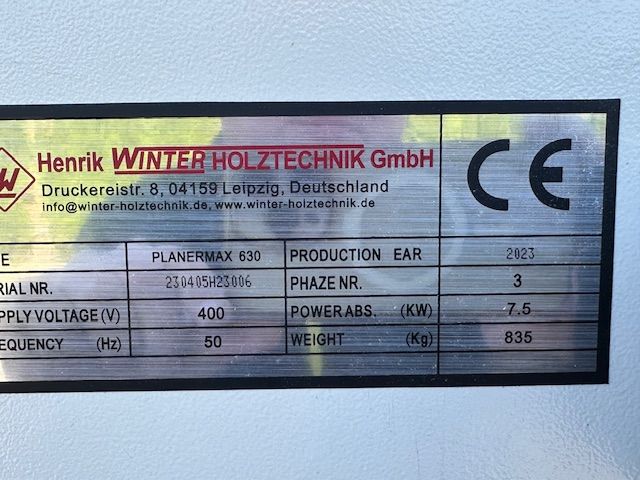 W
Henrik WINTER HOLZTECHNIK GmbH
Druckereistr. 8, 04159 Leipzig, Deutschland
info@winter-holztechnik.de, www.winter-holztechnik.de
CE
E PLANERMAX 630 PRODUCTION EAR 2023
RIAL NR. 230405H23006 PHAZE NR. 3
PPLY VOLTAGE(V) 400 POWER ABS. (KW) 7.5
EQUENCY (Hz) 50 WEIGHT (Kg) 835